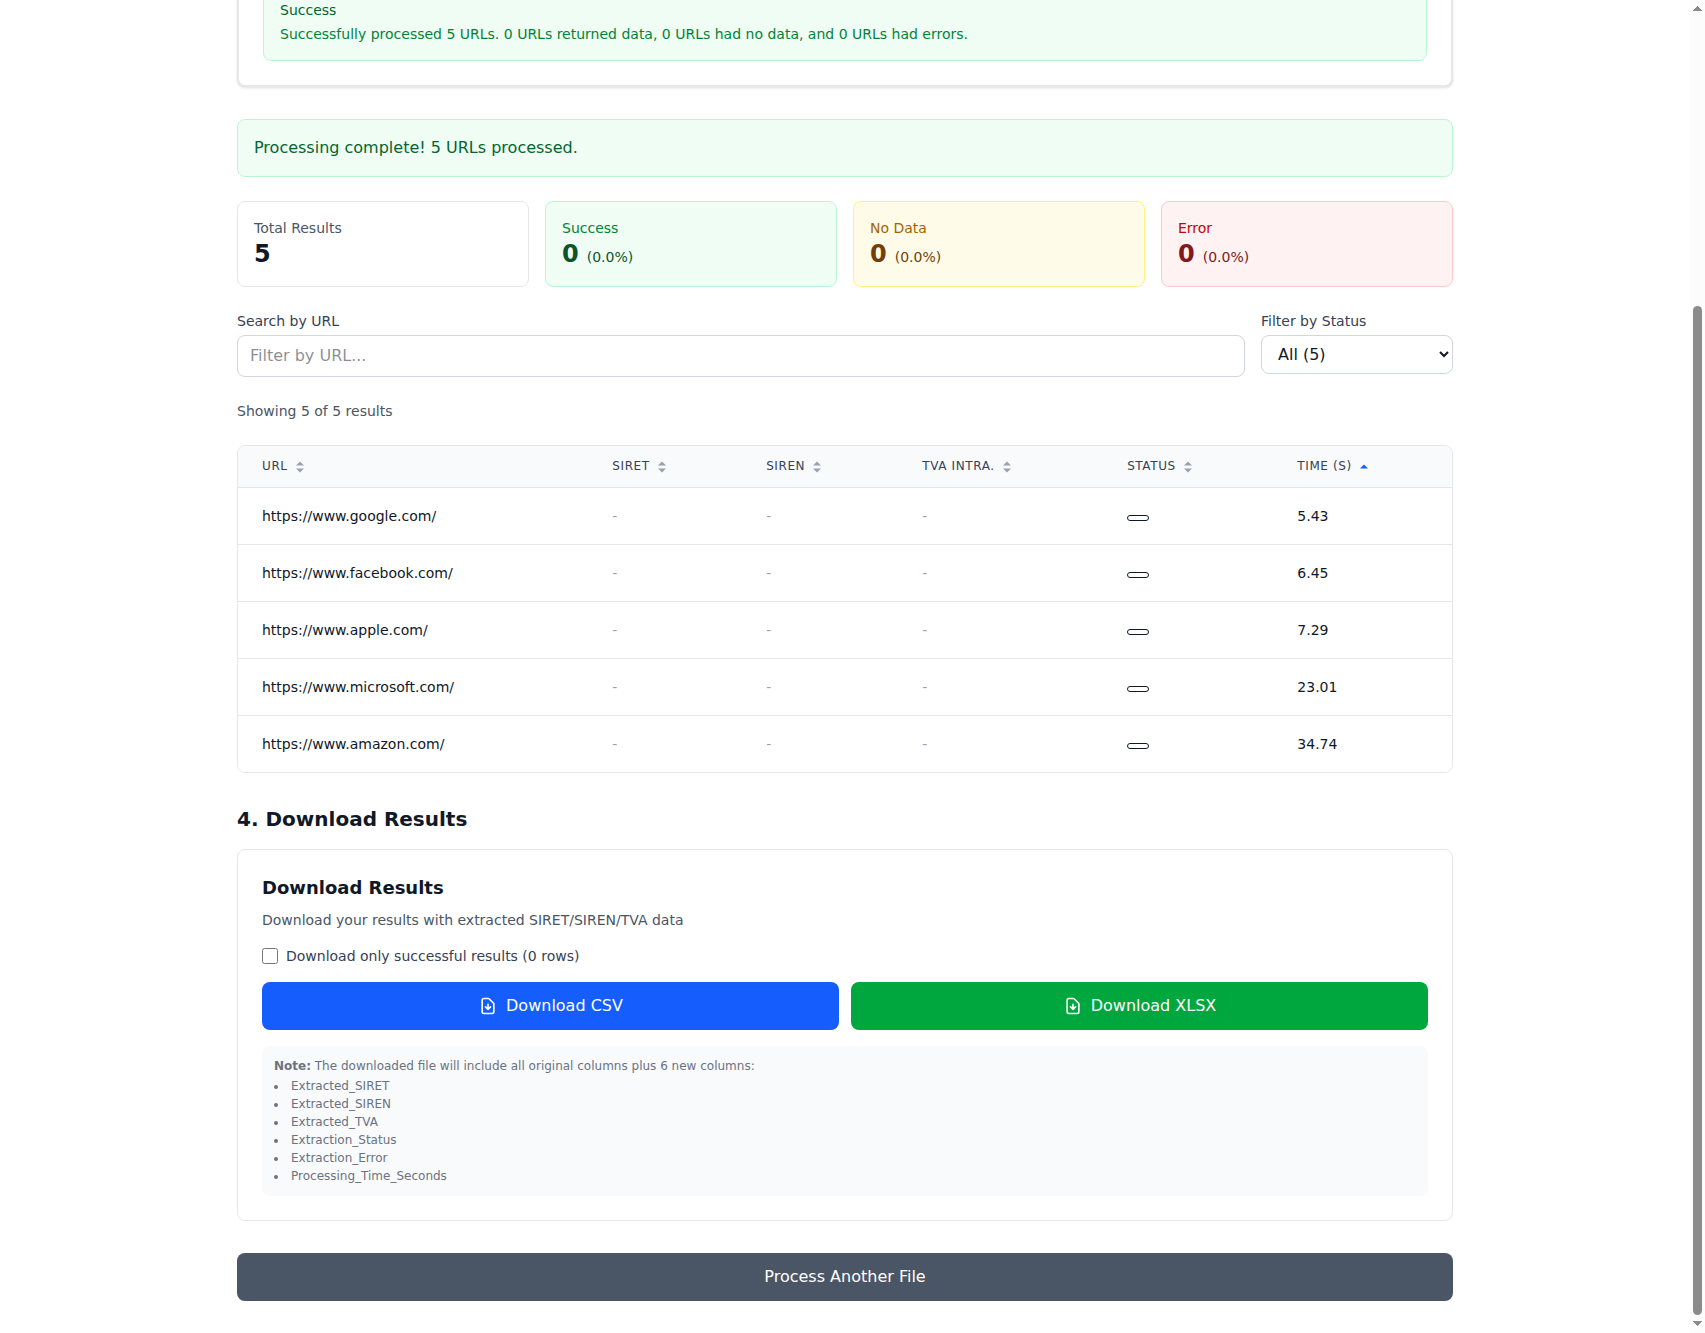 Success
Successfully processed 5 URLs. 0 URLs returned data, 0 URLs had no data, and 0 URLs had errors.
Processing complete! 5 URLs processed.
Total Results
5
Success
0 (0.0%)
No Data
0 (0.0%)
Error
0 (0.0%)
Search by URL
Filter by URL...
Filter by Status
All (5)
Showing 5 of 5 results
URL SIRET SIREN TVA INTRA. STATUS TIME (S)
https://www.google.com/ - - - 5.43
https://www.facebook.com/ - - - 6.45
https://www.apple.com/ - - - 7.29
https://www.microsoft.com/ - - - 23.01
https://www.amazon.com/ - - - 34.74
4. Download Results
Download Results
Download your results with extracted SIRET/SIREN/TVA data
Download only successful results (0 rows)
Download CSV
Download XLSX
Note: The downloaded file will include all original columns plus 6 new columns:
• Extracted_SIRET
• Extracted_SIREN
• Extracted_TVA
• Extraction_Status
• Extraction_Error
• Processing_Time_Seconds
Process Another File